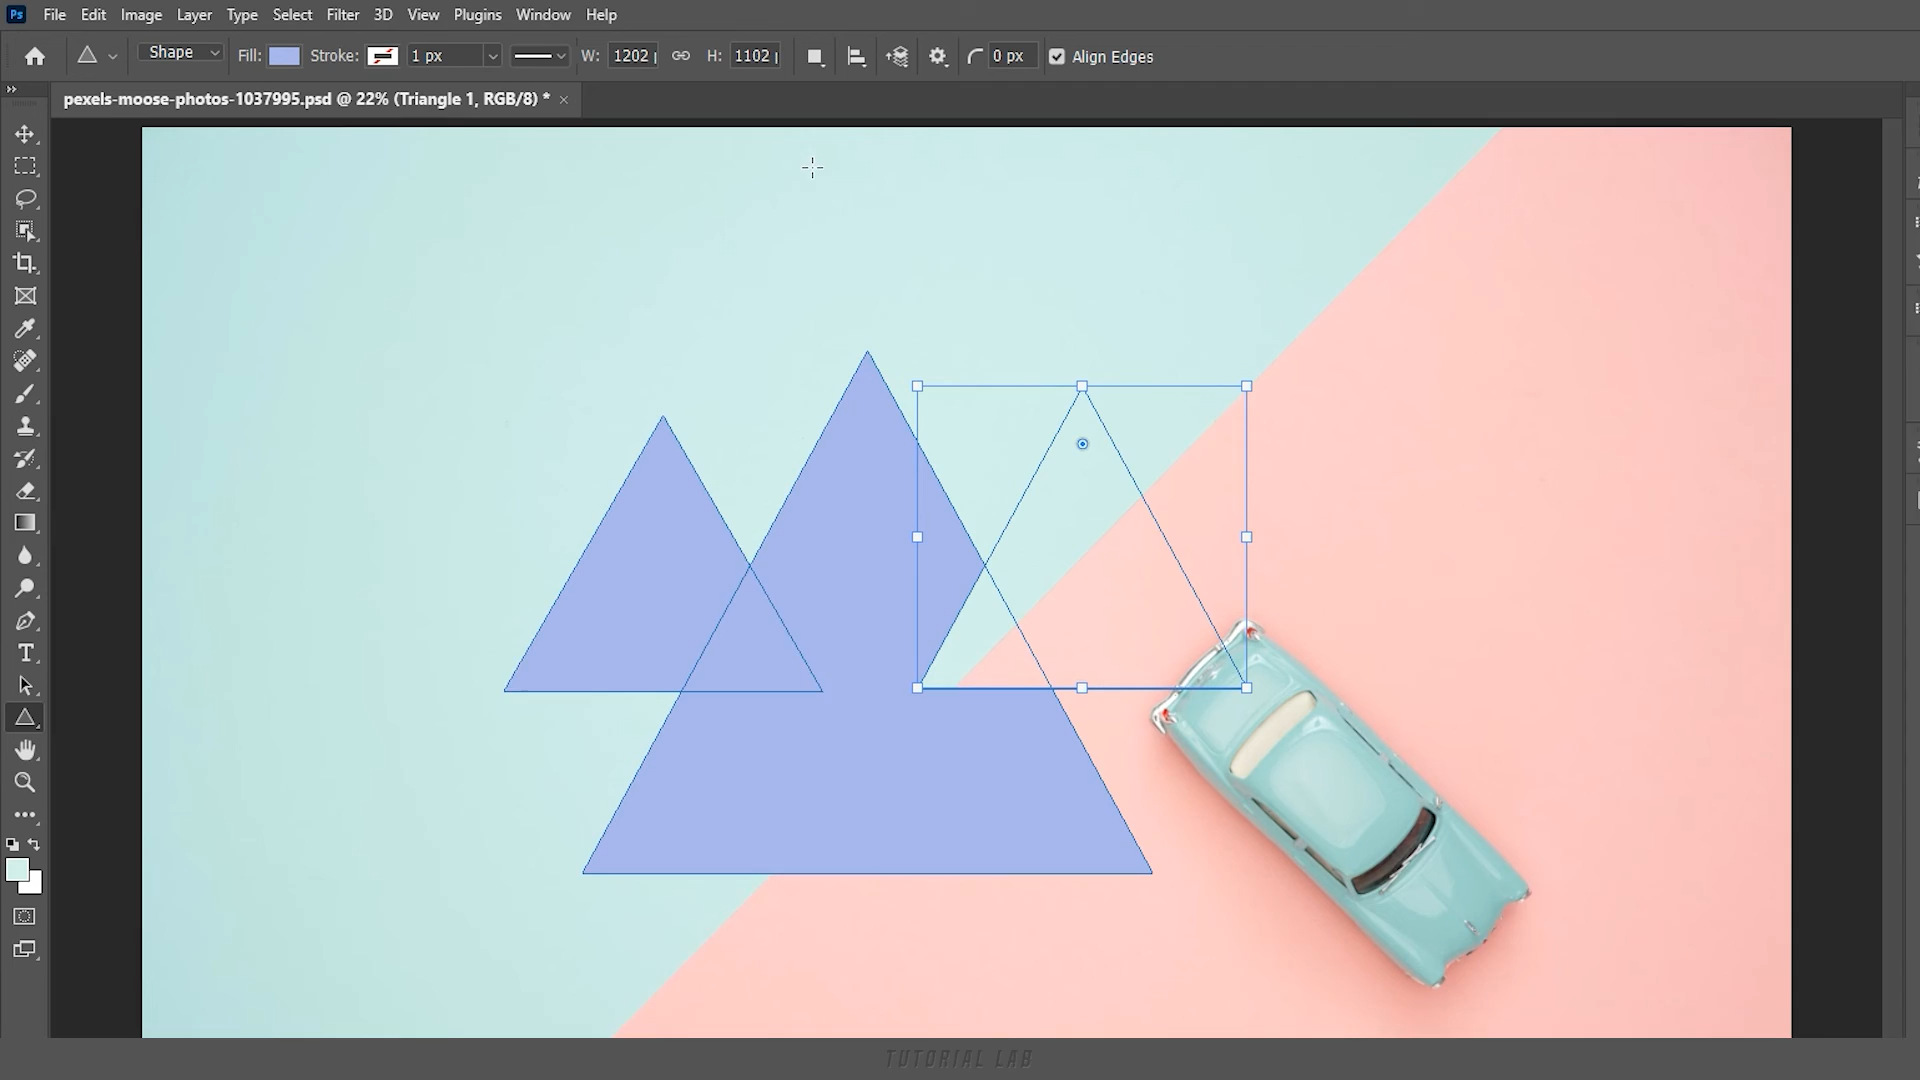 Ps File Edit Image Layer Type Select Filter 3D View Plugins Window Help
Shape Fill: Stroke: 1 px W: 1202 H: 1102 0 px Align Edges
pexels-moose-photos-1037995.psd @ 22% (Triangle 1, RGB/8) *
T
TUTORIAL LAB